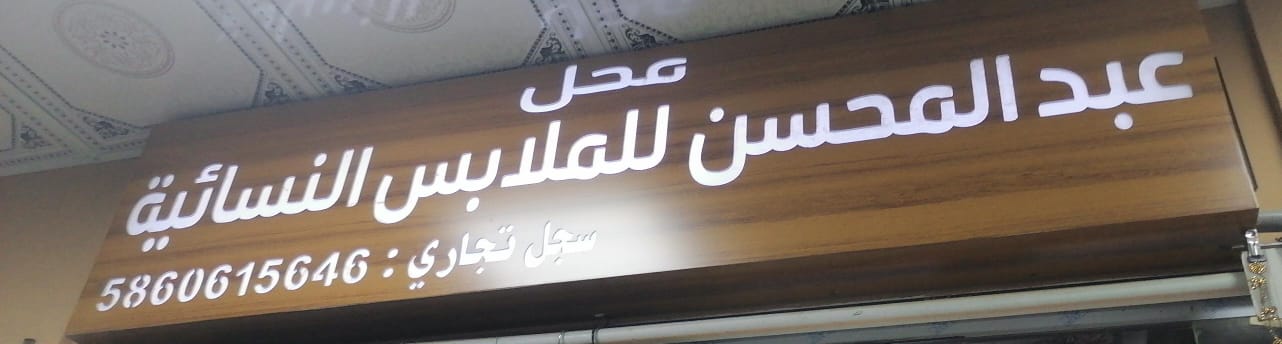 محل
عبد المحسن للملابس النسائية
سجل تجاري : 5860615646